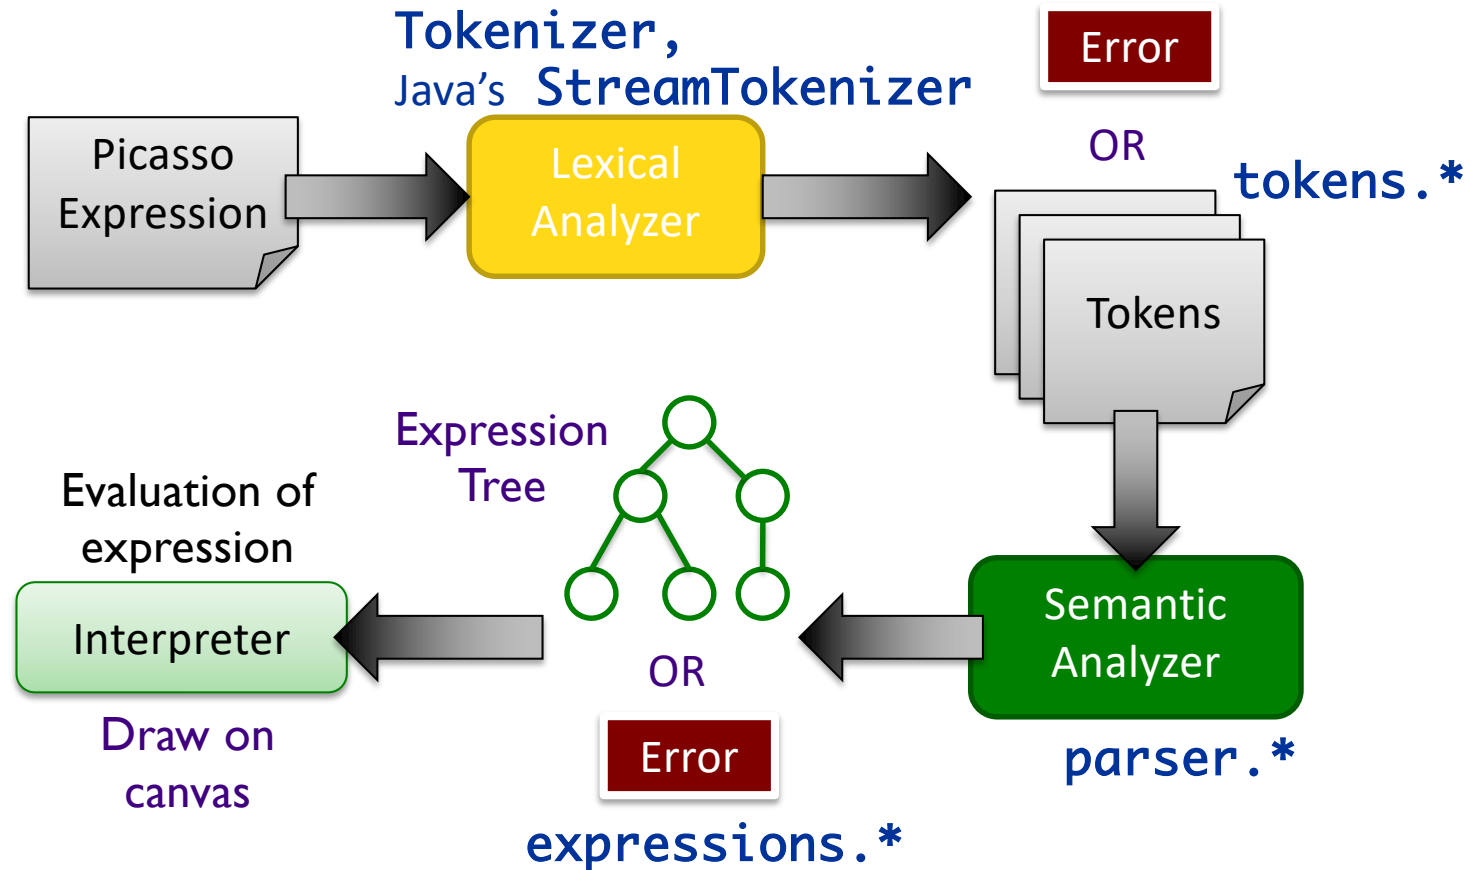 Tokenizer,
Java's StreamTokenizer
Error
OR
tokens.*
Picasso
Expression
Lexical
Analyzer
Tokens
Expression
Tree
Evaluation of
expression
Interpreter
Draw on
canvas
OR
Error
expressions.*
Semantic
Analyzer
parser.*